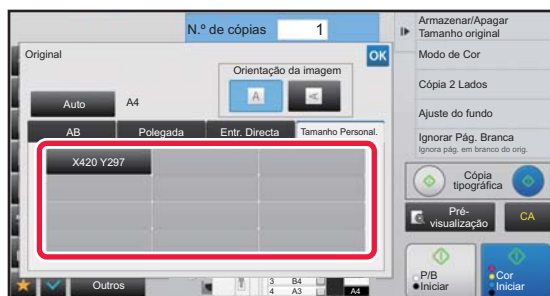 N.º de cópias
1
Original
OK
Orientação da imagem
A
A
Auto
A4
AB
Polegada
Entr. Directa
Tamanho Personal.
X420 Y297
Outros
1
3 B4
4 A3
A4
Armazenar/Apagar
Tamanho original
Modo de Cor
Cópia 2 Lados
Ajuste do fundo
Ignorar Pág. Branca
Ignora pág. em branco do orig.
Cópia
tipográfica
Pré-
visualização
CA
P/B
Iniciar
Cor
Iniciar